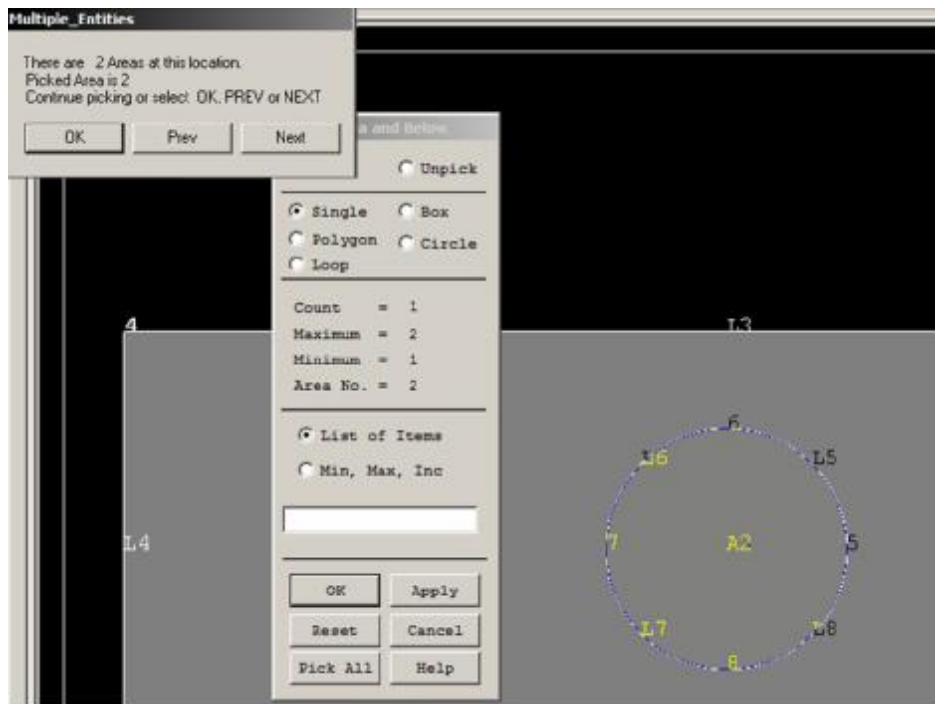 Multiple_Entities
There are 2 Areas at this location.
Picked Area is 2
Continue picking or select OK, PREV or NEXT
OK Prev Next
and Below
Unpick
Single Box
Polygon Circle
Loop
Count = 1
Maximum = 2
Minimum = 1
Area No. = 2
List of Items
Min, Max, Inc
OK Apply
Reset Cancel
Pick All Help
4 L3
6
L6 L5
L4 7 A2 5
L7 L8
8